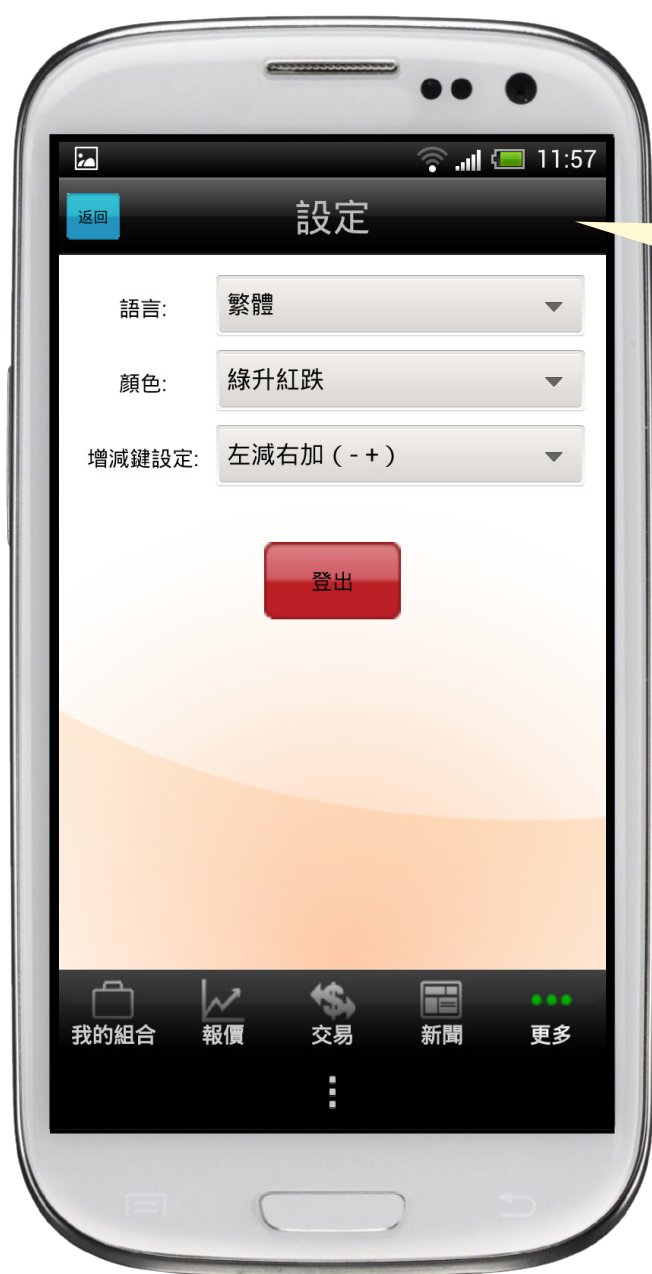 11:57
返回
設定
語言:
繁體
顏色:
綠升紅跌
增減鍵設定:
左減右加 ( - + )
登出
我的組合
報價
交易
新聞
更多